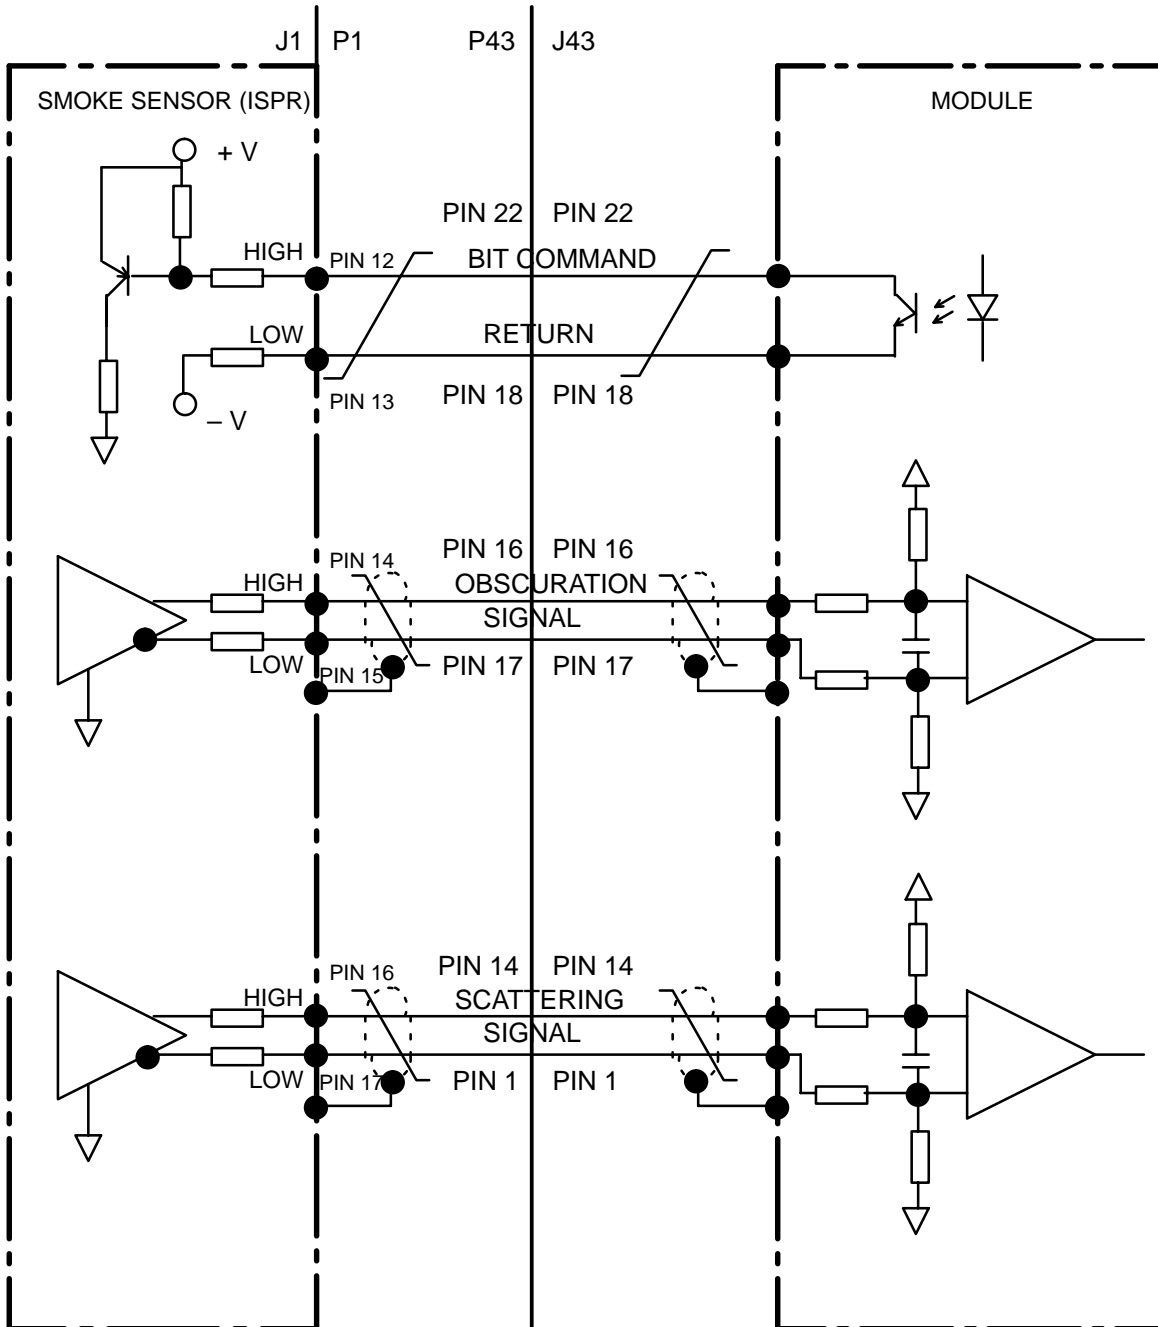 J1 P1 P43 J43
SMOKE SENSOR (ISPR) MODULE
+ V
PIN 22 PIN 22
HIGH PIN 12 BIT COMMAND
LOW RETURN
PIN 13 PIN 18 PIN 18
– V
PIN 14 PIN 16 PIN 16
HIGH OBSCURATION
SIGNAL
LOW PIN 15 PIN 17 PIN 17
PIN 16 PIN 14 PIN 14
HIGH SCATTERING
SIGNAL
LOW PIN 17 PIN 1 PIN 1